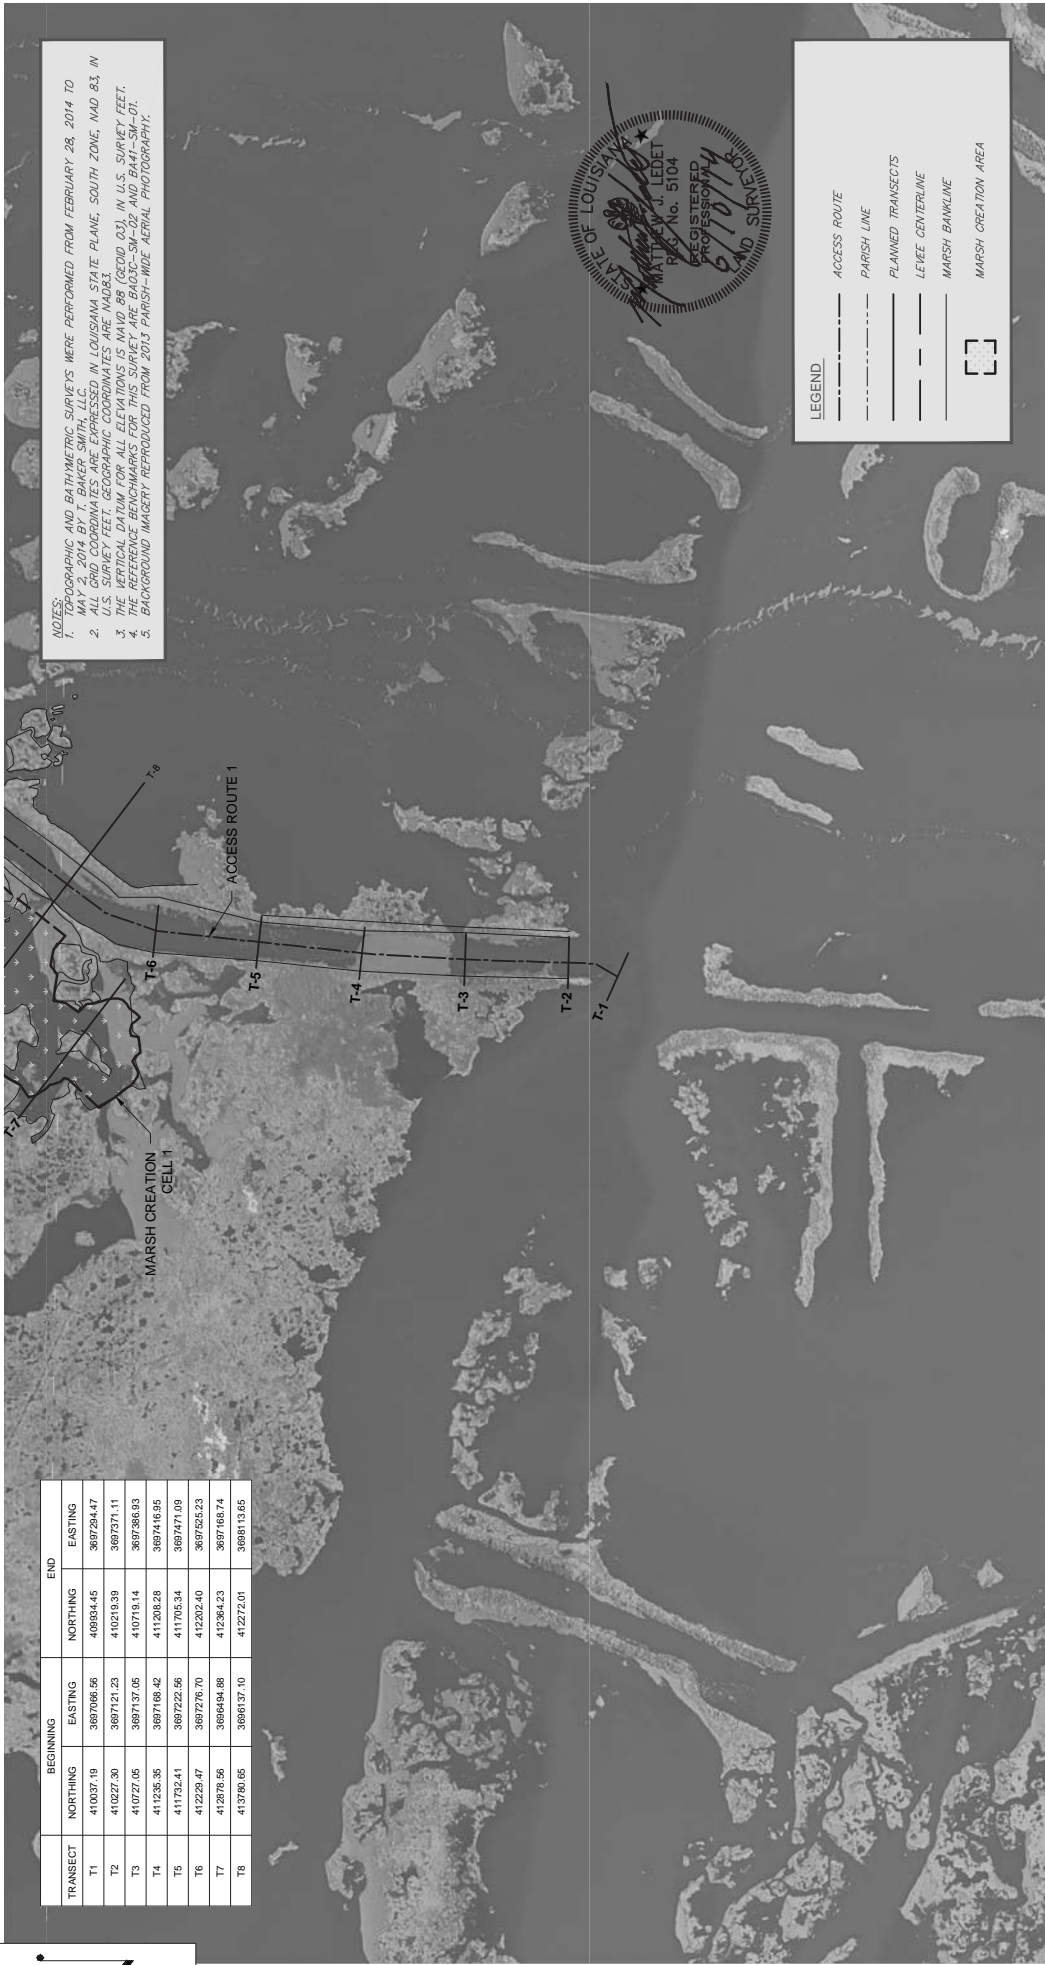 NOTES:
1. TOPOGRAPHIC AND BATHYMETRIC SURVEYS WERE PERFORMED FROM FEBRUARY 28, 2014 TO
MAY 2, 2014 BY T. BAKER SMITH, LLC.
2. ALL GRID COORDINATES ARE EXPRESSED IN LOUISIANA STATE PLANE, SOUTH ZONE, NAD 83, IN
U.S. SURVEY FEET. GEOGRAPHIC COORDINATES ARE NAD83.
3. THE VERTICAL DATUM FOR ALL ELEVATIONS IS NAVD 88 (GEOID 03), IN U.S. SURVEY FEET.
4. THE REFERENCE BENCHMARKS FOR THIS SURVEY ARE BA03C-SM-02 AND BA41-SM-01.
5. BACKGROUND IMAGERY REPRODUCED FROM 2013 PARISH-WIDE AERIAL PHOTOGRAPHY.
T-8
ACCESS ROUTE 1
T-7
T-6
T-5
T-4
T-3
T-2
T-1
MARSH CREATION
CELL 1
BEGINNING END
TRANSECT NORTHING EASTING NORTHING EASTING
T1 410037.19 3697066.56 409934.45 3697294.47
T2 410227.30 3697121.23 410219.39 3697371.11
T3 410727.05 3697137.05 410719.14 3697386.93
T4 411235.35 3697168.42 411208.28 3697416.95
T5 411732.41 3697222.56 411705.34 3697471.09
T6 412229.47 3697276.70 412202.40 3697525.23
T7 412878.56 3696494.88 412364.23 3697168.74
T8 413780.65 3696137.10 412272.01 3698113.65
STATE OF LOUISIANA
MATTHEW J. LEDET
REG. No. 5104
REGISTERED
PROFESSIONAL
6/10/14
LAND SURVEYOR
LEGEND
ACCESS ROUTE
PARISH LINE
PLANNED TRANSECTS
LEVEE CENTERLINE
MARSH BANKLINE
MARSH CREATION AREA